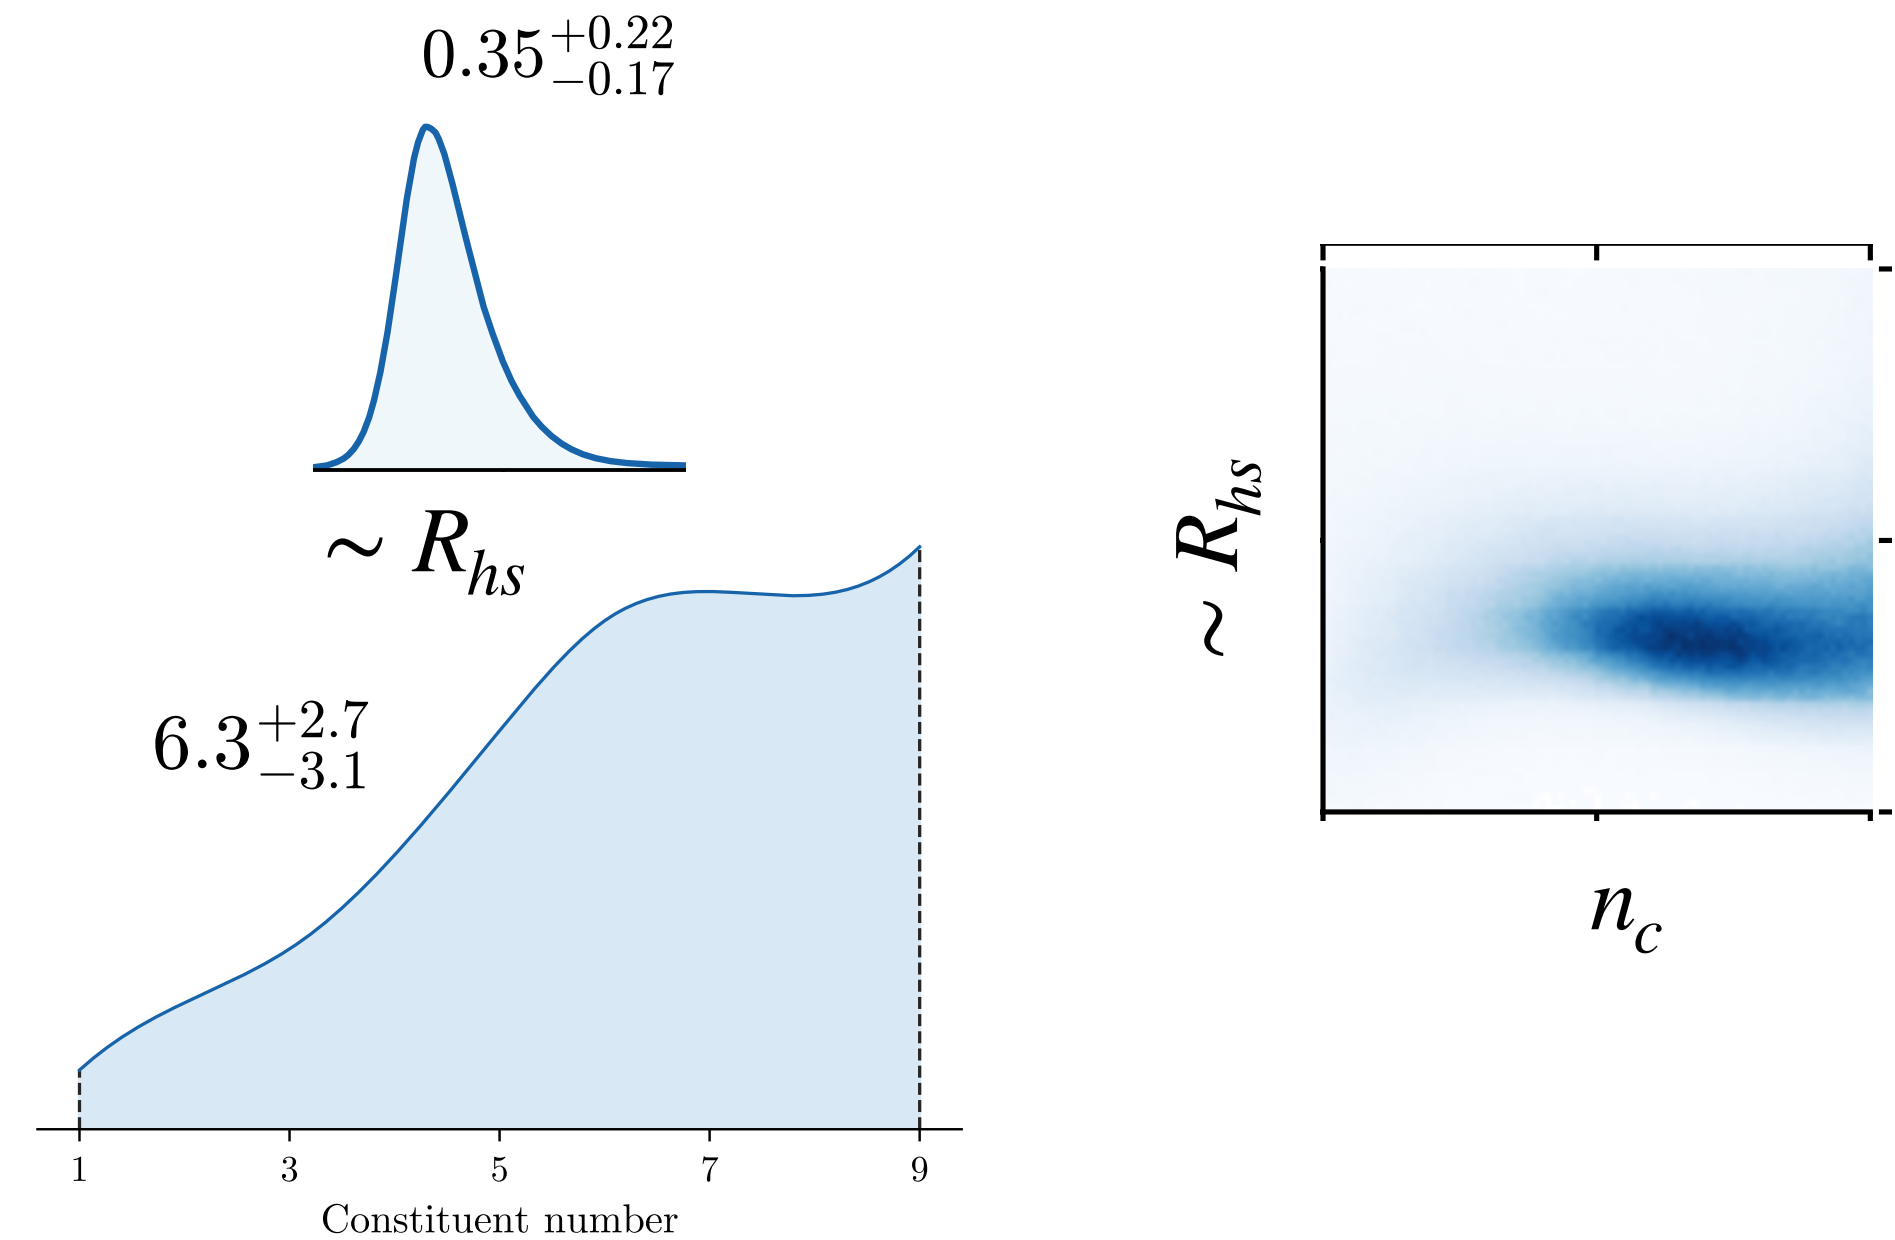 0.35^{+0.22}_{-0.17}
~ R_{hs}
6.3^{+2.7}_{-3.1}
1 3 5 7 9
Constituent number
~ R_{hs}
n_c